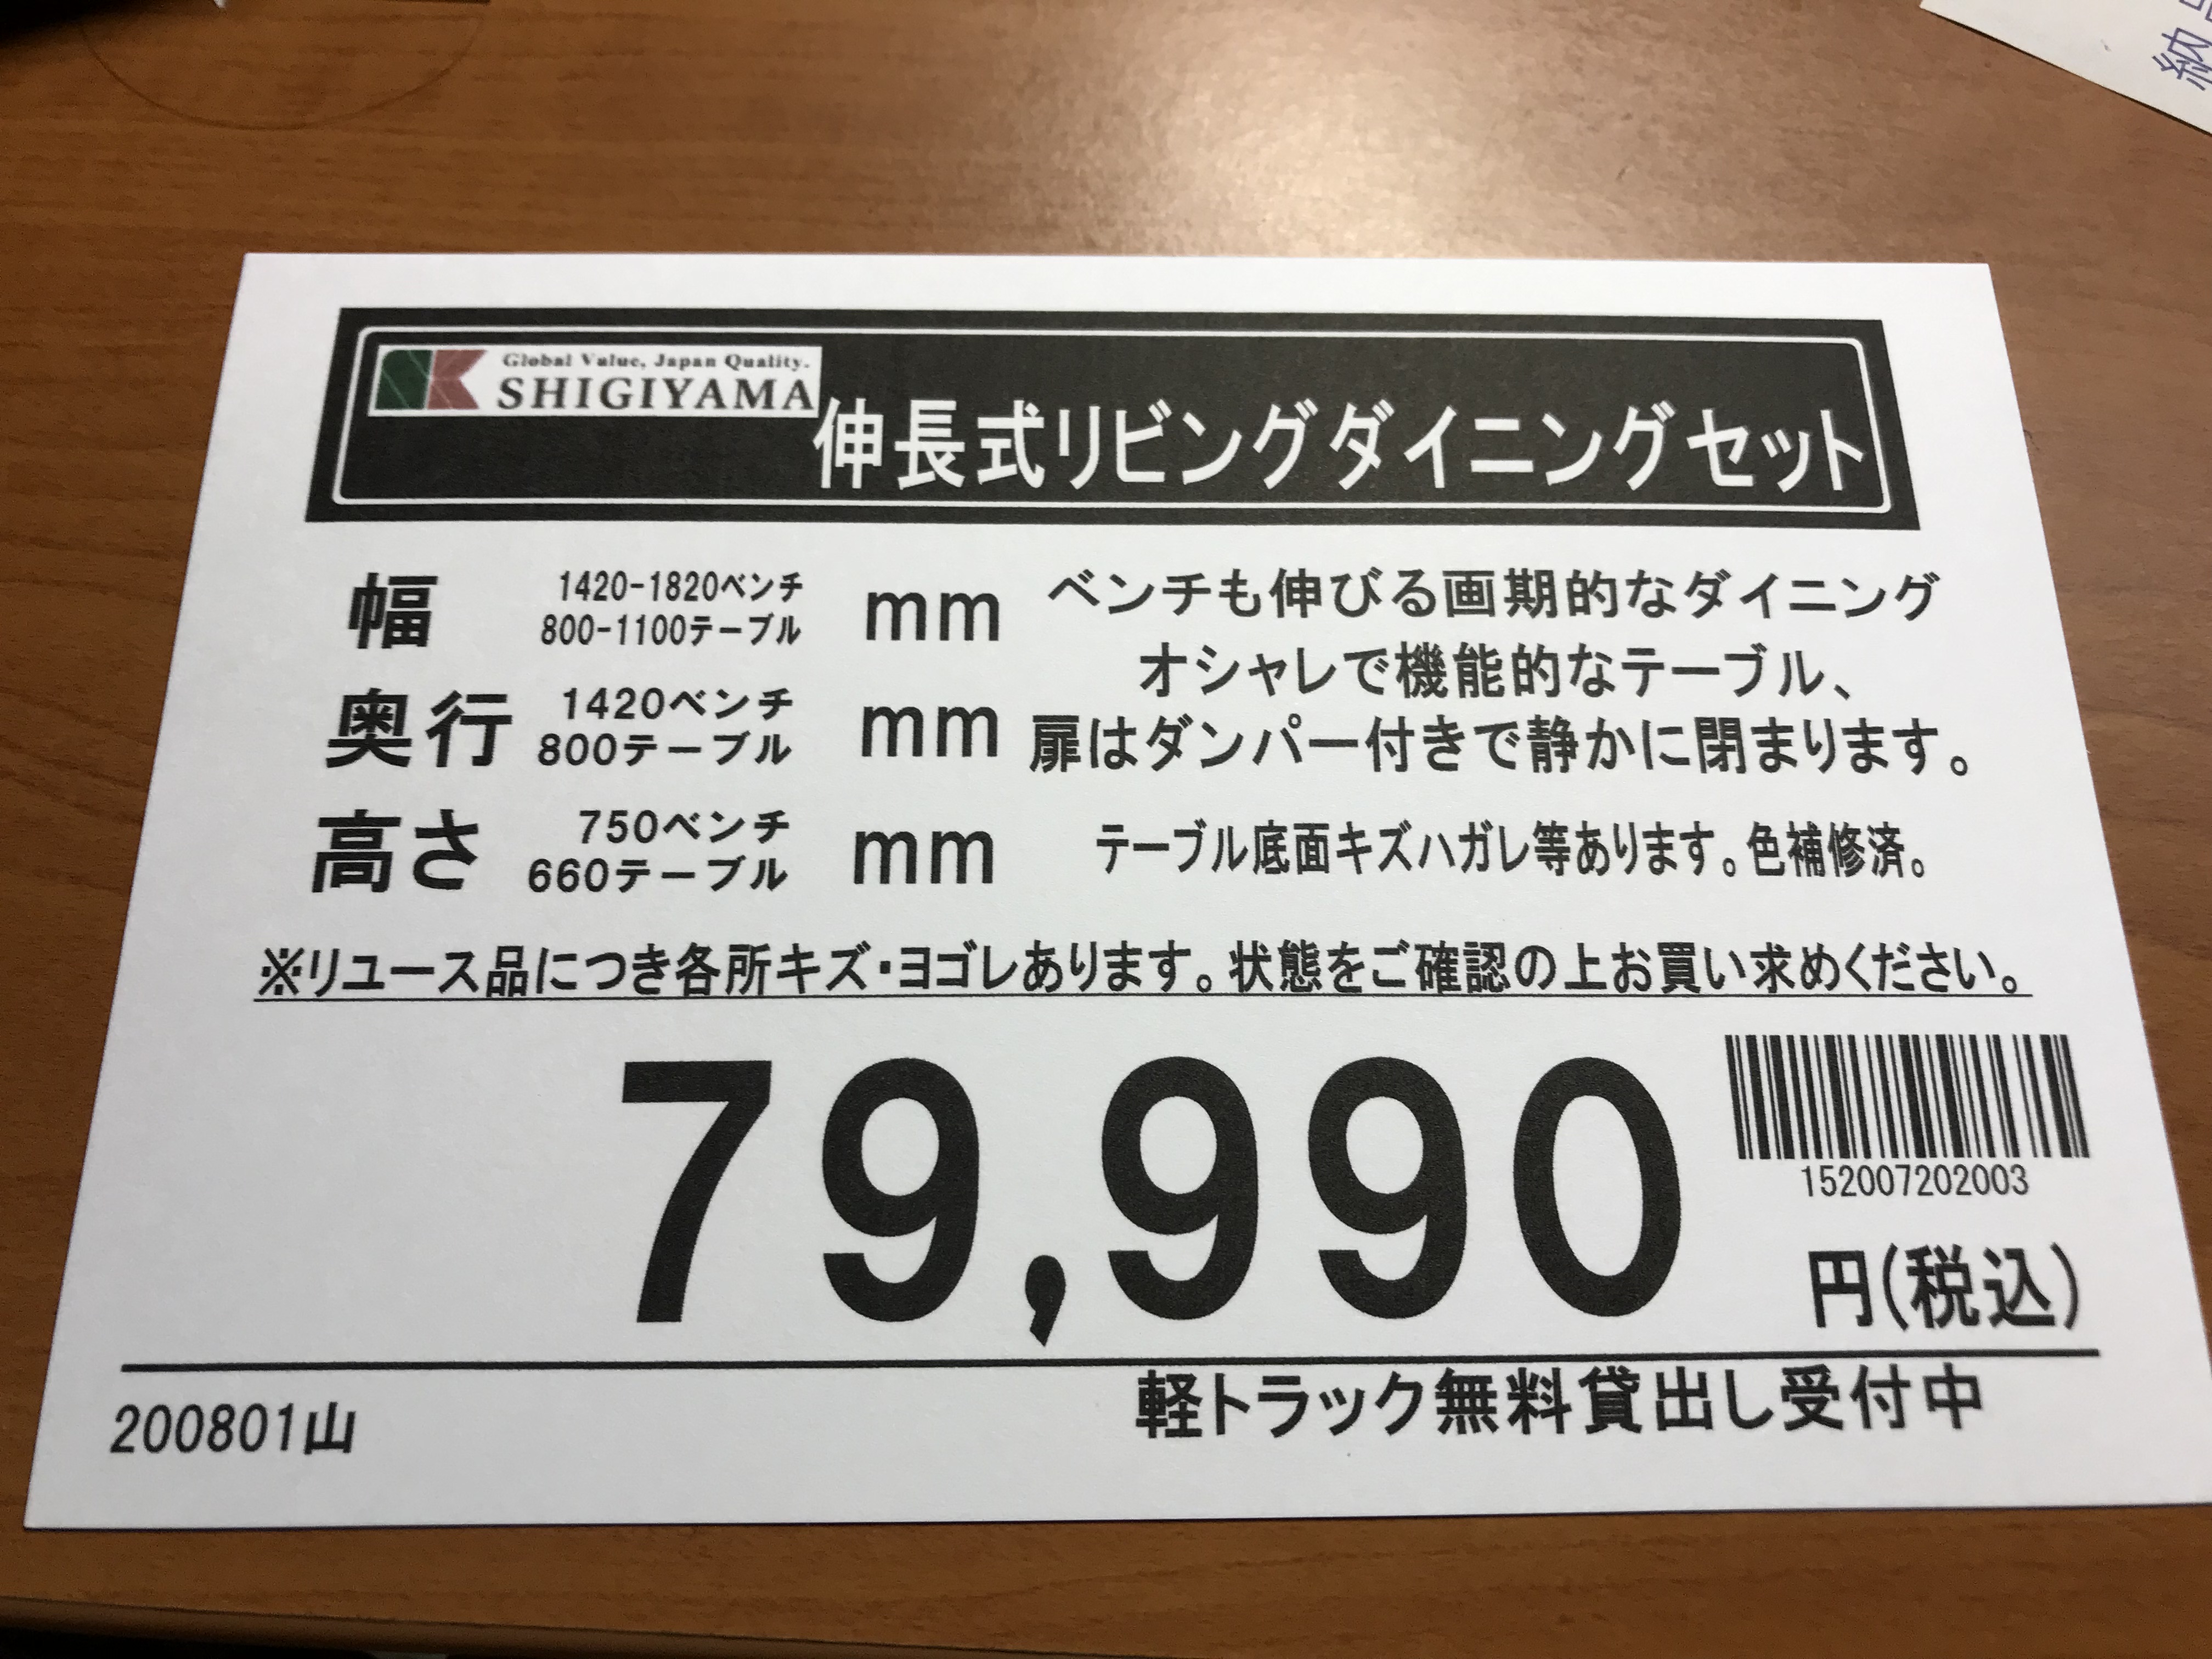 納
Global Value, Japan Quality.
SHIGIYAMA
伸長式リビングダイニングセット
幅 1420-1820ベンチ
800-1100テーブル mm
奥行 1420ベンチ
800テーブル mm
高さ 750ベンチ
660テーブル mm
ベンチも伸びる画期的なダイニング
オシャレで機能的なテーブル、
扉はダンパー付きで静かに閉まります。
テーブル底面キズハガレ等あります。色補修済。
※リユース品につき各所キズ・ヨゴレあります。状態をご確認の上お買い求めください。
79,990
152007202003
円(税込)
200801山
軽トラック無料貸出し受付中